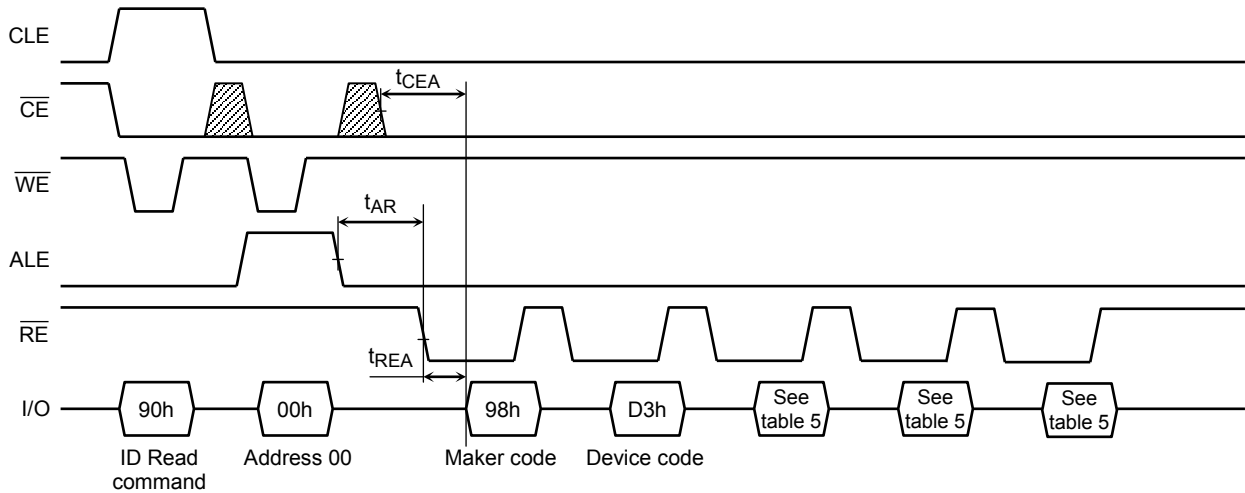 CLE
tCEA
CE
WE
tAR
ALE
RE
tREA
I/O
90h
00h
98h
D3h
See
table 5
See
table 5
See
table 5
ID Read
command
Address 00
Maker code
Device code